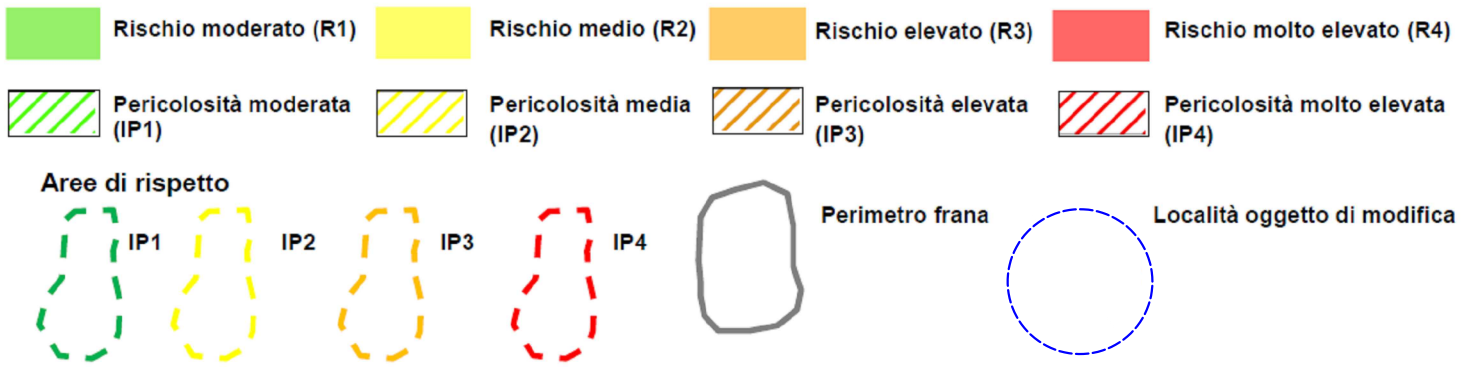 Rischio moderato (R1)
Rischio medio (R2)
Rischio elevato (R3)
Rischio molto elevato (R4)
Pericolosità moderata
(IP1)
Pericolosità media
(IP2)
Pericolosità elevata
(IP3)
Pericolosità molto elevata
(IP4)
Aree di rispetto
IP1
IP2
IP3
IP4
Perimetro frana
Località oggetto di modifica